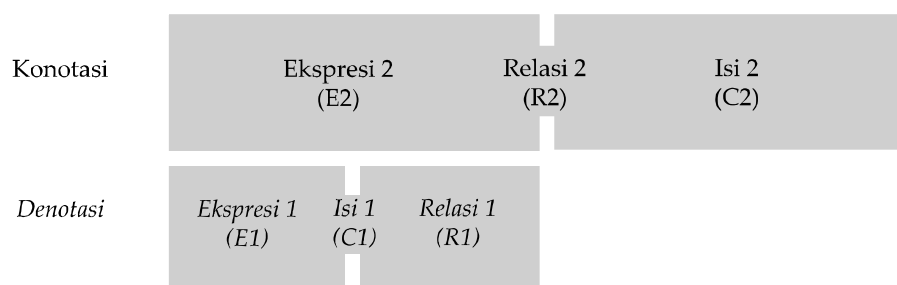 Konotasi
Ekspresi 2
(E2)
Relasi 2
(R2)
Isi 2
(C2)
Denotasi
Ekspresi 1
(E1)
Isi 1
(C1)
Relasi 1
(R1)